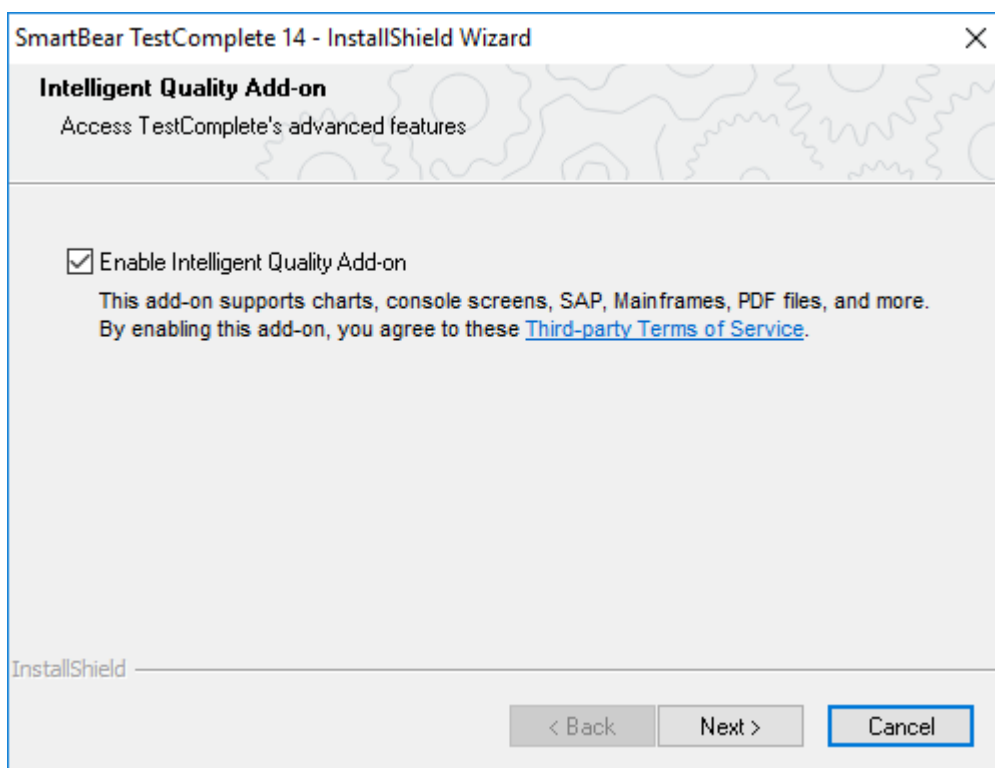 SmartBear TestComplete 14 - InstallShield Wizard
Intelligent Quality Add-on
Access TestComplete's advanced features
Enable Intelligent Quality Add-on
This add-on supports charts, console screens, SAP, Mainframes, PDF files, and more.
By enabling this add-on, you agree to these Third-party Terms of Service.
InstallShield
< Back Next > Cancel